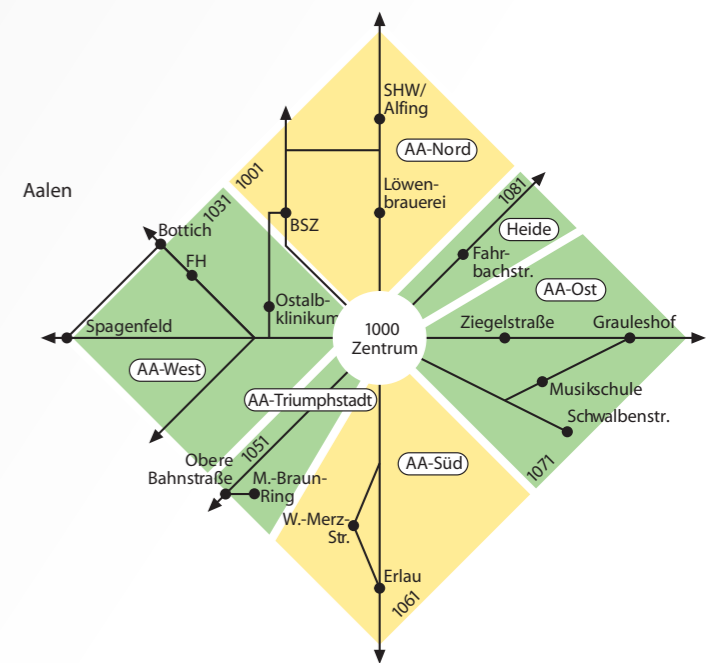 SHW/
Alfing
AA-Nord
1001
1081
Aalen
1031
Löwen-
brauerei
BSZ
Bottich
Heide
FH
Fahr-
bachstr.
AA-Ost
Ostalb-
klinikum
Spagenfeld
1000
Zentrum
Ziegelstraße
Grauleshof
AA-West
Musikschule
AA-Triumphstadt
Schwalbenstr.
1051
Obere
Bahnstraße
M.-Braun-
Ring
AA-Süd
1071
W.-Merz-
Str.
Erlau
1061